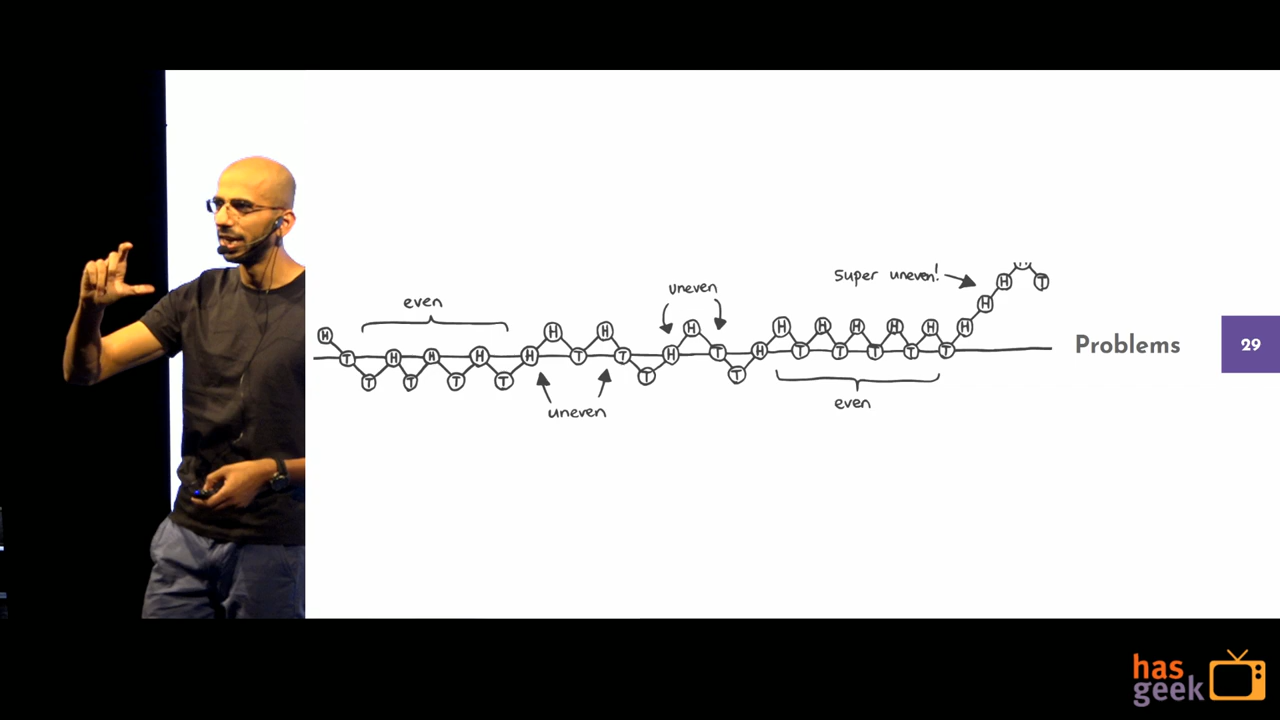 even
uneven
uneven
Super uneven!
even
H T T H T H T H T H T H H T H T T H H T T H H T H T H T H T H T H H H H T
Problems
29
has
geek